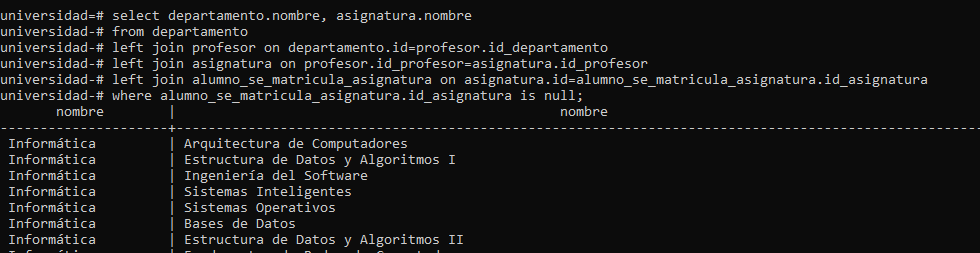 universidad=# select departamento.nombre, asignatura.nombre
universidad-# from departamento
universidad-# left join profesor on departamento.id=profesor.id_departamento
universidad-# left join asignatura on profesor.id_profesor=asignatura.id_profesor
universidad-# left join alumno_se_matricula_asignatura on asignatura.id=alumno_se_matricula_asignatura.id_asignatura
universidad-# where alumno_se_matricula_asignatura.id_asignatura is null;
nombre | nombre
Informática | Arquitectura de Computadores
Informática | Estructura de Datos y Algoritmos I
Informática | Ingeniería del Software
Informática | Sistemas Inteligentes
Informática | Sistemas Operativos
Informática | Bases de Datos
Informática | Estructura de Datos y Algoritmos II